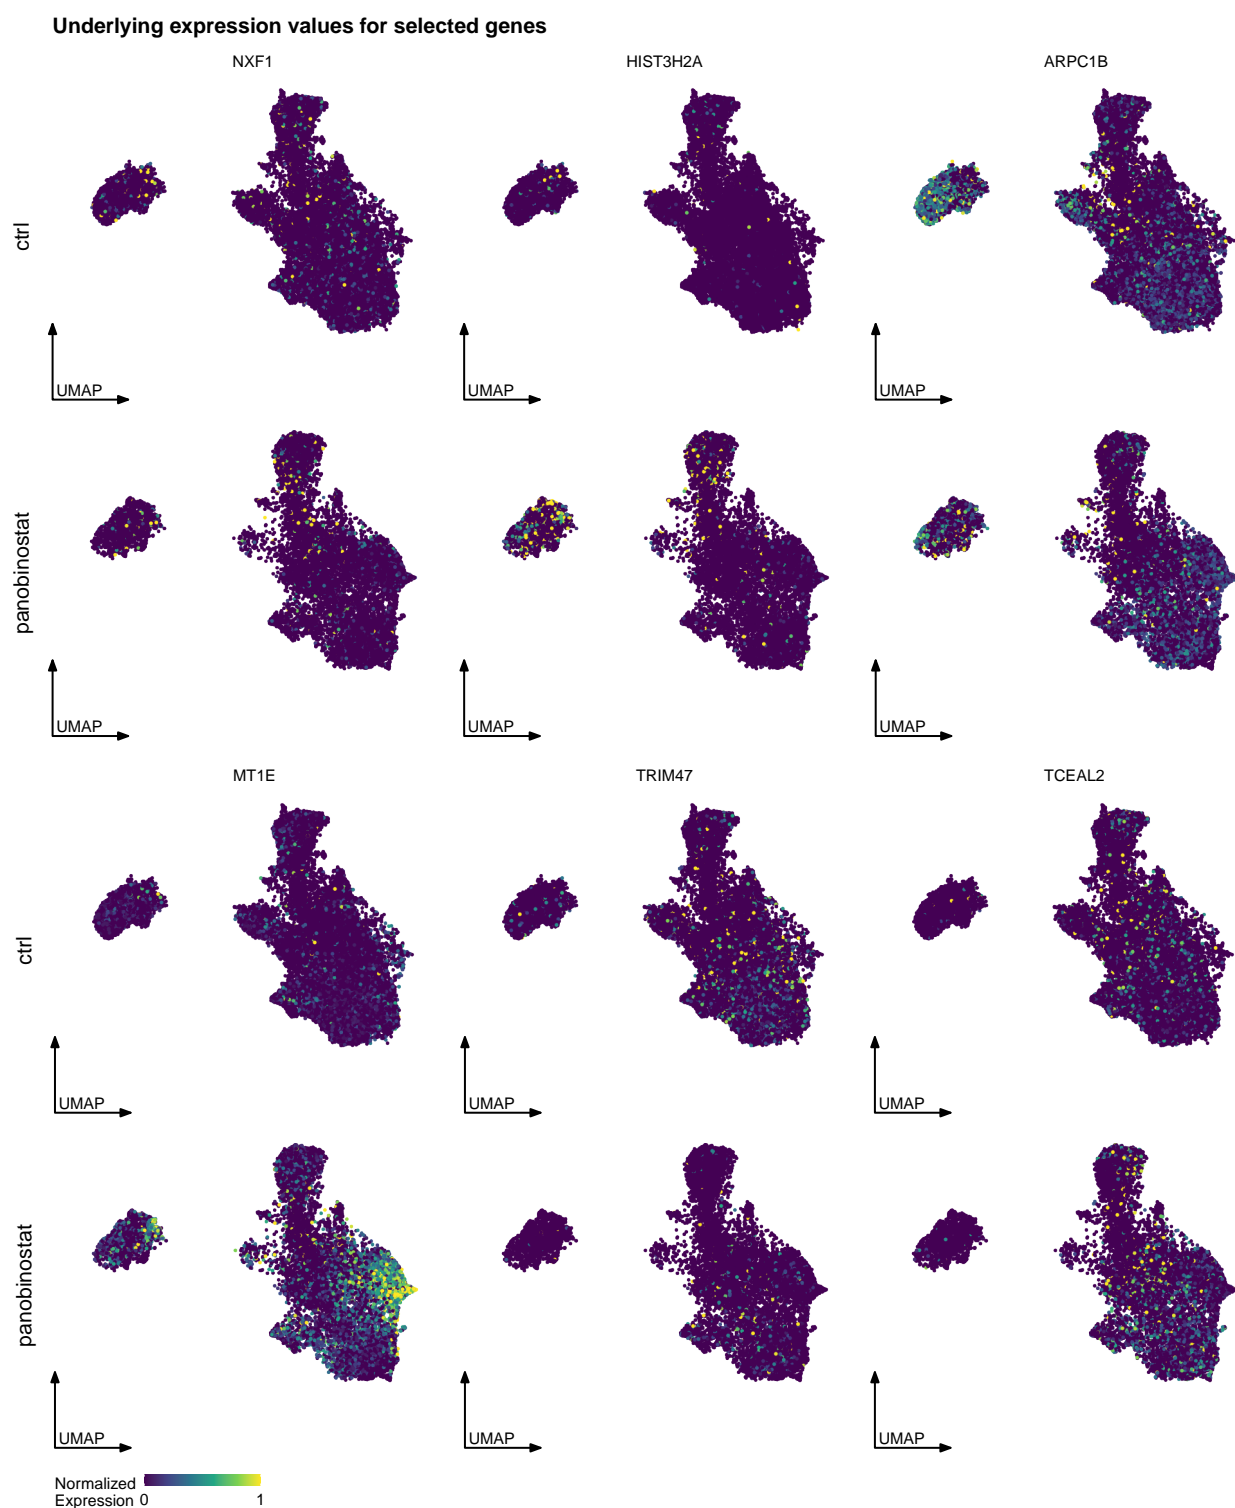 Underlying expression values for selected genes
NXF1 HIST3H2A ARPC1B
ctrl
UMAP UMAP UMAP
panobinostat
UMAP UMAP UMAP
MT1E TRIM47 TCEAL2
ctrl
UMAP UMAP UMAP
panobinostat
UMAP UMAP UMAP
Normalized
Expression 0 1